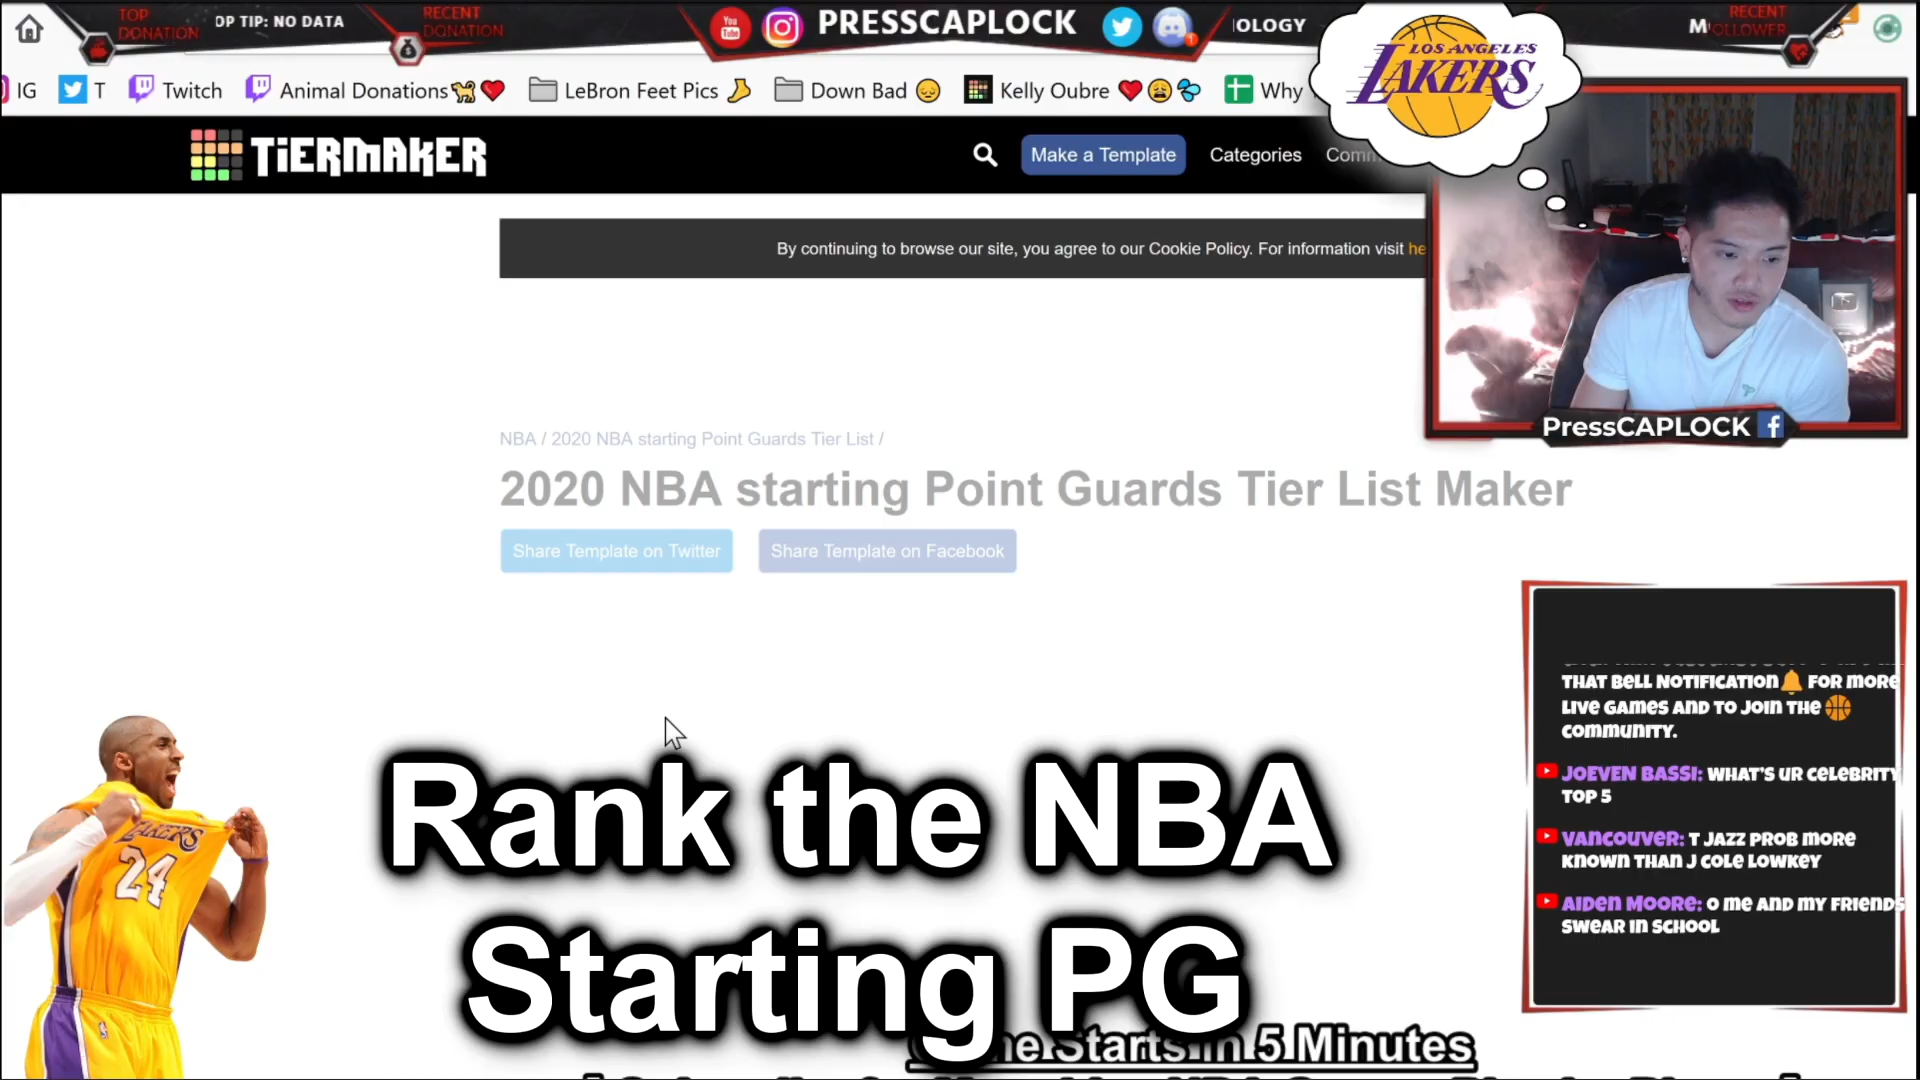 TOP
DONATION
OP TIP: NO DATA
RECENT
DONATION
You
Tube
PRESSCAPLOCK
1
IOLOGY
RECENT
FOLLOWER
IG
T
Twitch
Animal Donations🐕❤️
LeBron Feet Pics🦶
Down Bad 😞
Kelly Oubre ❤️😩💦
Why
LOS ANGELES
LAKERS
TiERMAKER
Make a Template
Categories
By continuing to browse our site, you agree to our Cookie Policy. For information visit
PressCAPLOCK
NBA / 2020 NBA starting Point Guards Tier List /
2020 NBA starting Point Guards Tier List Maker
Share Template on Twitter
Share Template on Facebook
THAT BELL NOTIFICATION🔔 FOR MORE
LIVE GAMES AND TO JOIN THE 🏀
COMMUNITY.
JOEVEN BASSI: WHAT'S UR CELEBRITY
TOP 5
VANCOUVER: T JAZZ PROB MORE
KNOWN THAN J COLE LOWKEY
AIDEN MOORE: O ME AND MY FRIENDS
SWEAR IN SCHOOL
LAKERS
24
Rank the NBA
Starting PG
Starts in 5 Minutes